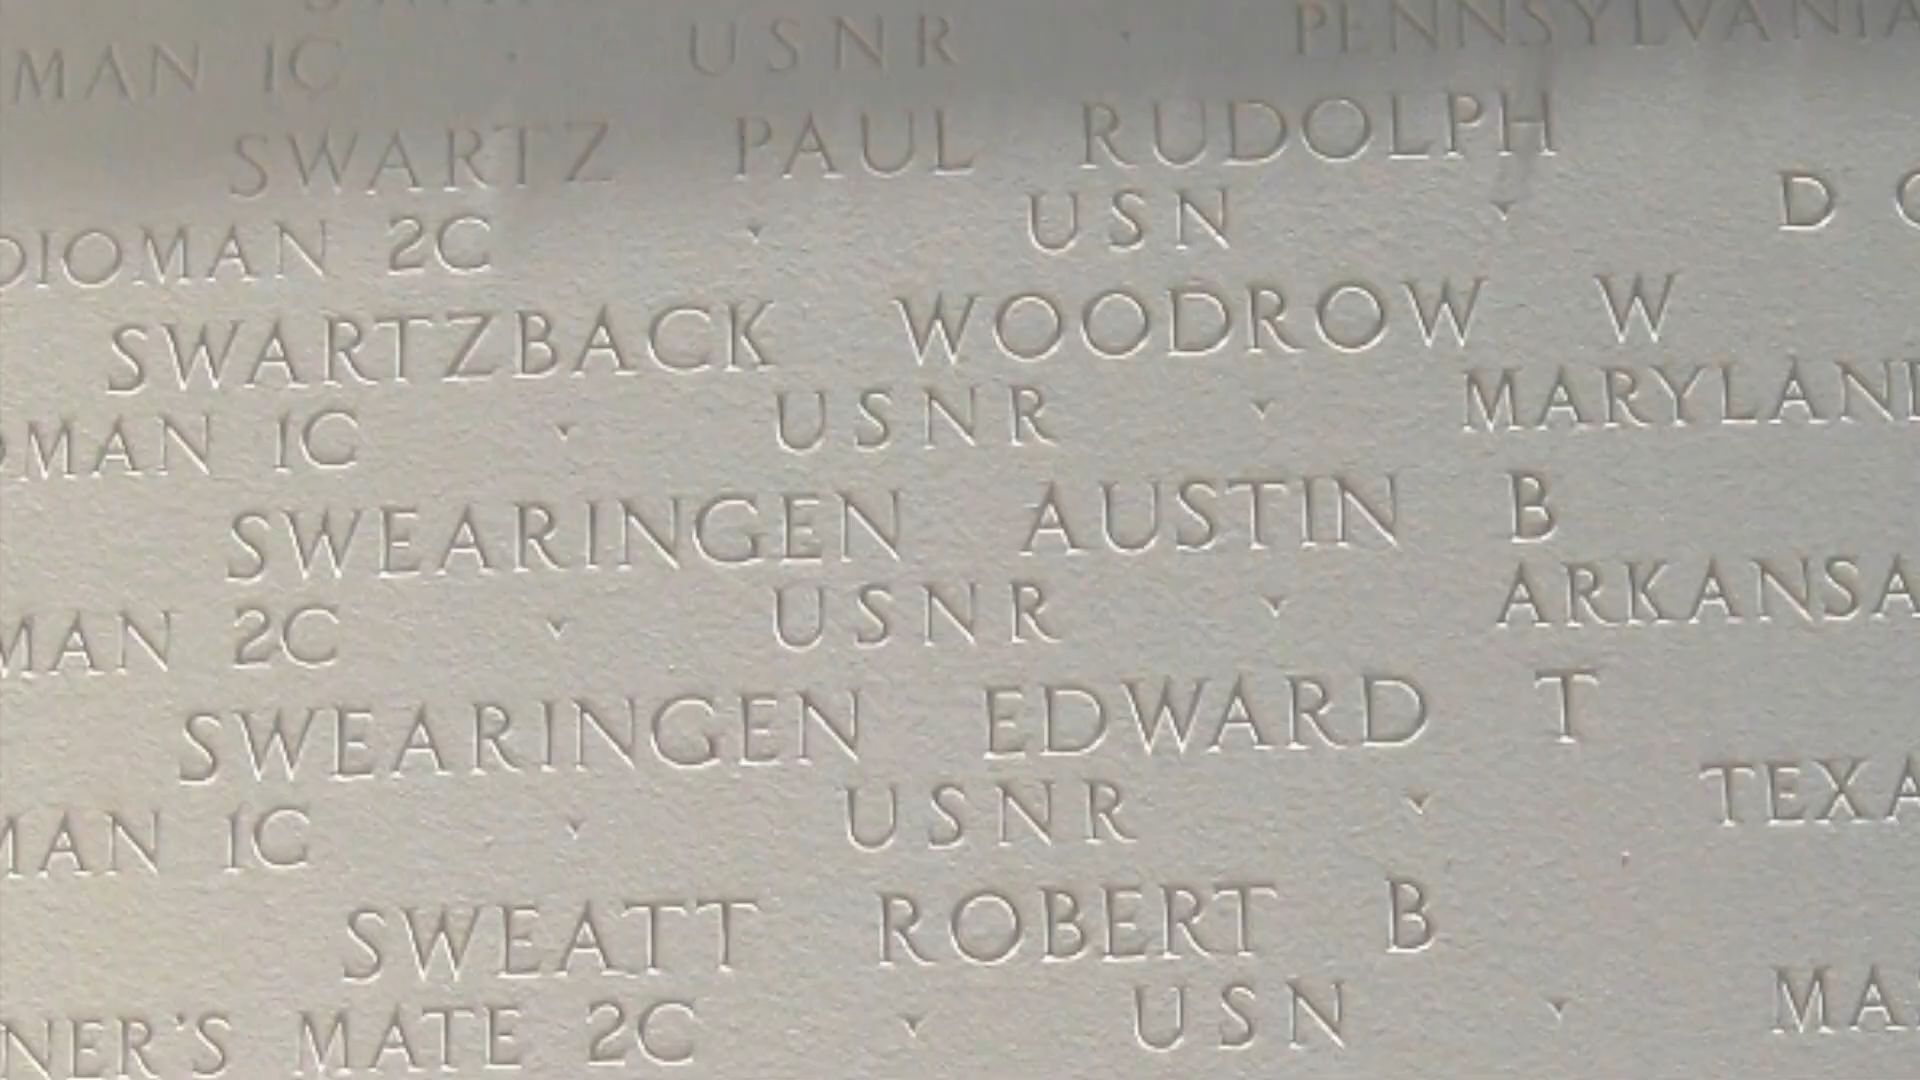 MAN 1C · USNR · PENNSYLVANIA
SWARTZ PAUL RUDOLPH
DIOMAN 2C · USN · D C
SWARTZBACK WOODROW W
MAN 1C · USNR · MARYLAND
SWEARINGEN AUSTIN B
MAN 2C · USNR · ARKANSA
SWEARINGEN EDWARD T
MAN 1C · USNR · TEXA
SWEATT ROBERT B
NER'S MATE 2C · USN · MA